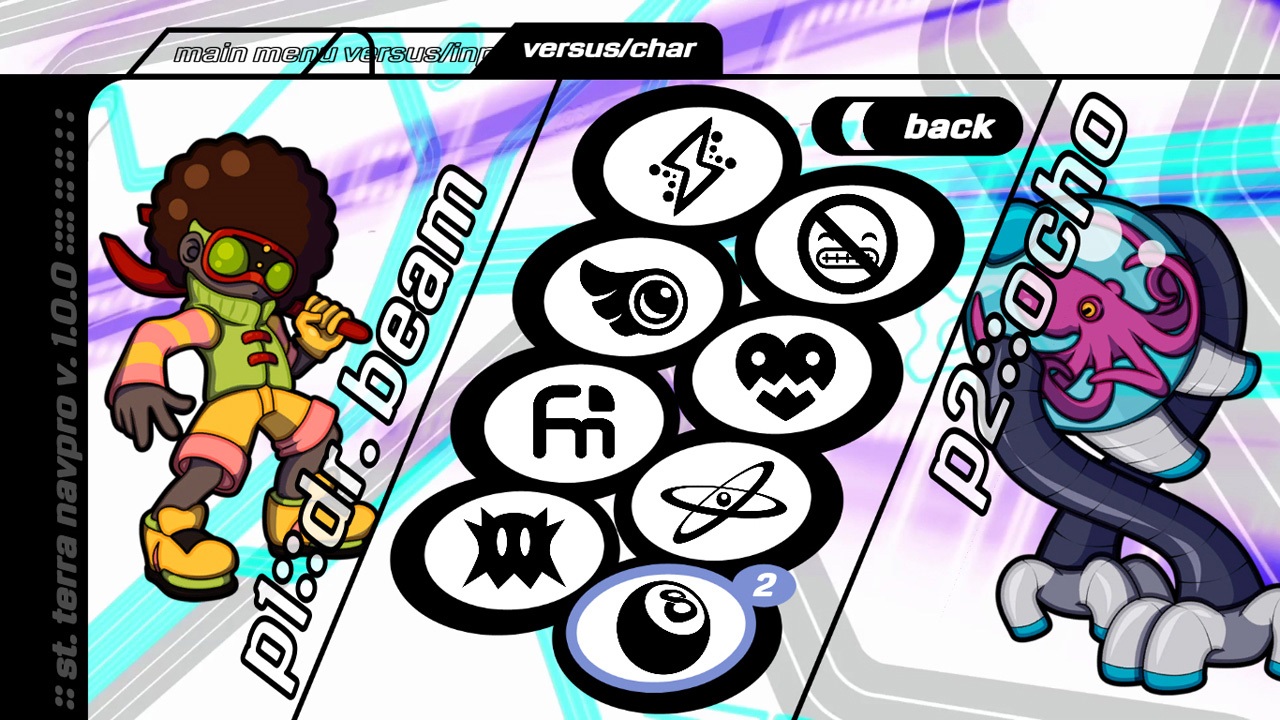 main menu versus/inp
versus/char
back
:: st. terra navpro v. 1.0.0 :::: :: :: : :
p1:: dr. beam
p2:: ocho
2